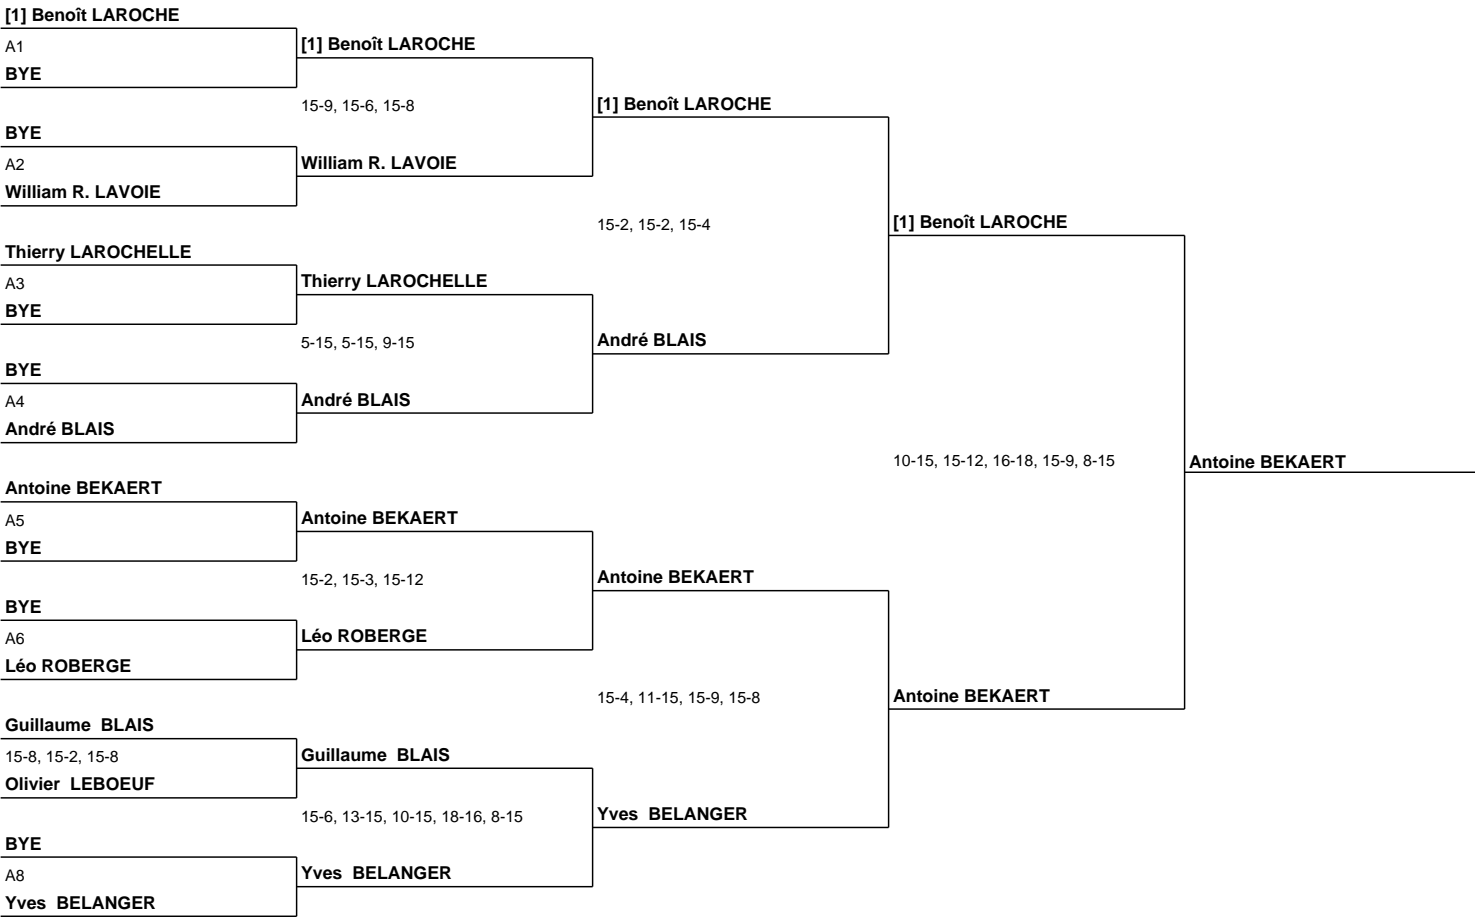 [1] Benoît LAROCHE
A1
BYE
BYE
A2
William R. LAVOIE
Thierry LAROCHELLE
A3
BYE
BYE
A4
André BLAIS
Antoine BEKAERT
A5
BYE
BYE
A6
Léo ROBERGE
Guillaume  BLAIS
15-8, 15-2, 15-8
Olivier  LEBOEUF
BYE
A8
Yves  BELANGER
[1] Benoît LAROCHE
15-9, 15-6, 15-8
William R. LAVOIE
Thierry LAROCHELLE
5-15, 5-15, 9-15
André BLAIS
Antoine BEKAERT
15-2, 15-3, 15-12
Léo ROBERGE
Guillaume  BLAIS
15-6, 13-15, 10-15, 18-16, 8-15
Yves  BELANGER
[1] Benoît LAROCHE
15-2, 15-2, 15-4
André BLAIS
Antoine BEKAERT
15-4, 11-15, 15-9, 15-8
Yves  BELANGER
[1] Benoît LAROCHE
10-15, 15-12, 16-18, 15-9, 8-15
Antoine BEKAERT
Antoine BEKAERT